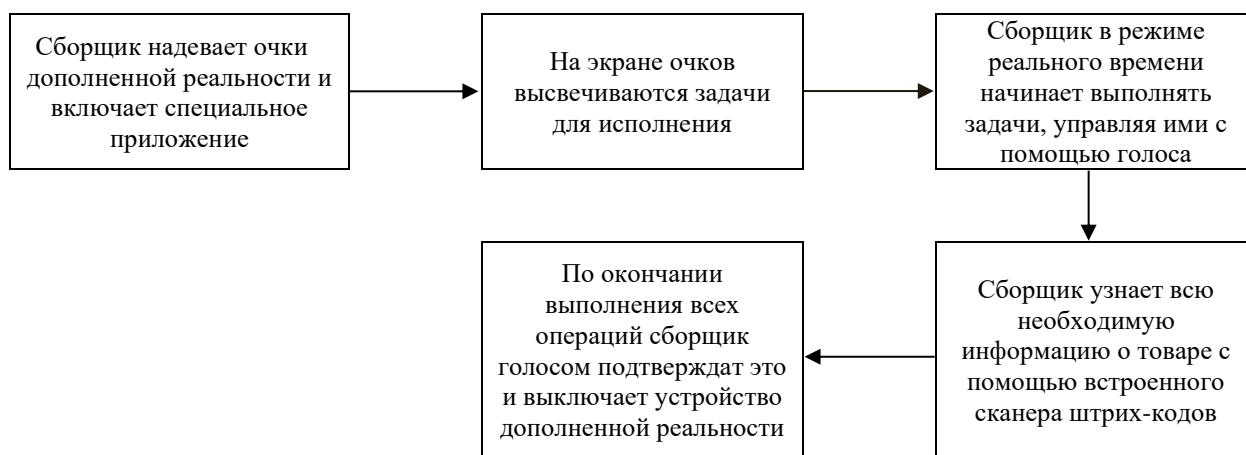 Сборщик надевает очки
дополненной реальности и
включает специальное
приложение
На экране очков
высвечиваются задачи
для исполнения
Сборщик в режиме
реального времени
начинает выполнять
задачи, управляя ими с
помощью голоса
Сборщик узнает всю
необходимую
информацию о товаре с
помощью встроенного
сканера штрих-кодов
По окончании
выполнения всех
операций сборщик
голосом подтверждат это
и выключает устройство
дополненной реальности